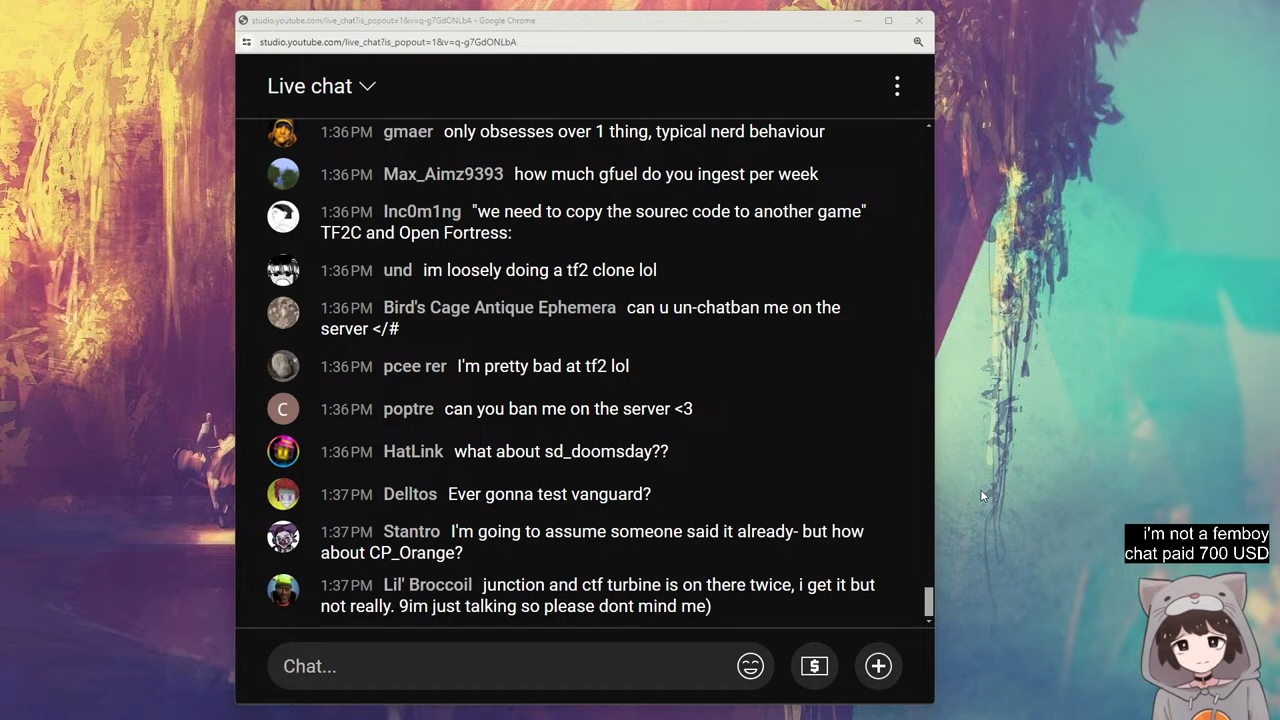 studio.youtube.com/live_chat?is_popout=1&v=q-g7GdONLbA - Google Chrome
studio.youtube.com/live_chat?is_popout=1&v=q-g7GdONLbA
Live chat
1:36 PM gmaer only obsesses over 1 thing, typical nerd behaviour
1:36 PM Max_Aimz9393 how much gfuel do you ingest per week
1:36 PM Inc0m1ng "we need to copy the sourec code to another game"
TF2C and Open Fortress:
1:36 PM und im loosely doing a tf2 clone lol
1:36 PM Bird's Cage Antique Ephemera can u un-chatban me on the
server </#
1:36 PM pcee rer I'm pretty bad at tf2 lol
C
1:36 PM poptre can you ban me on the server <3
1:36 PM HatLink what about sd_doomsday??
1:37 PM Delltos Ever gonna test vanguard?
1:37 PM Stantro I'm going to assume someone said it already- but how
about CP_Orange?
1:37 PM Lil' Broccoil junction and ctf turbine is on there twice, i get it but
not really. 9im just talking so please dont mind me)
Chat...
$
i'm not a femboy
chat paid 700 USD